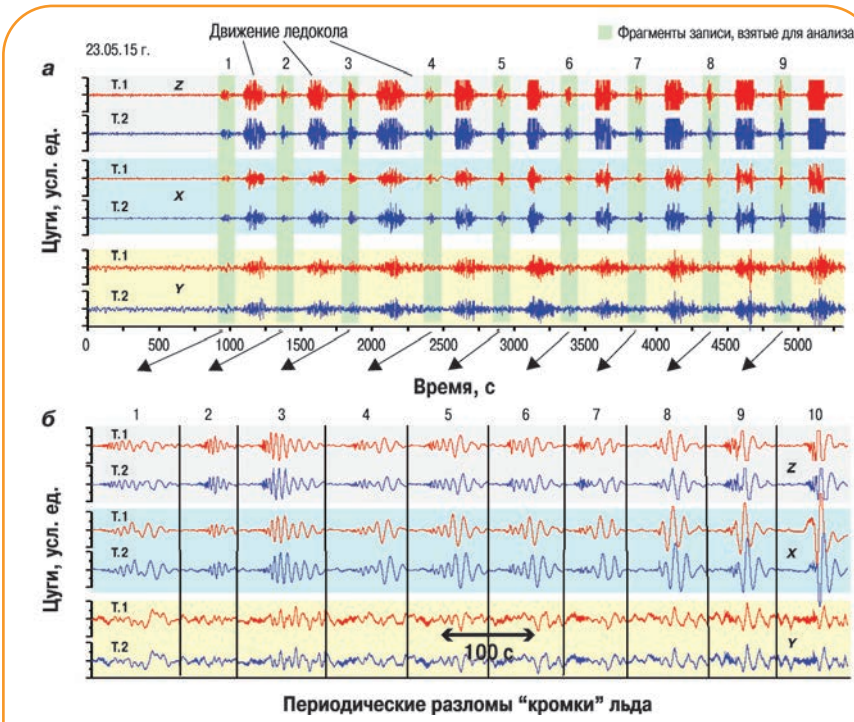 Движение ледокола
Фрагменты записи, взятые для анализа
23.05.15 г.
а
1 2 3 4 5 6 7 8 9
Т.1 Z
Т.2
Т.1
X
Т.2
Т.1
Y
Т.2
Цуги, усл. ед.
0 500 1000 1500 2000 2500 3000 3500 4000 4500 5000
Время, с
б
1 2 3 4 5 6 7 8 9 10
Т.1
Z
Т.2
Т.1
X
Т.2
Т.1
100 с
Y
Т.2
Цуги, усл. ед.
Периодические разломы “кромки” льда